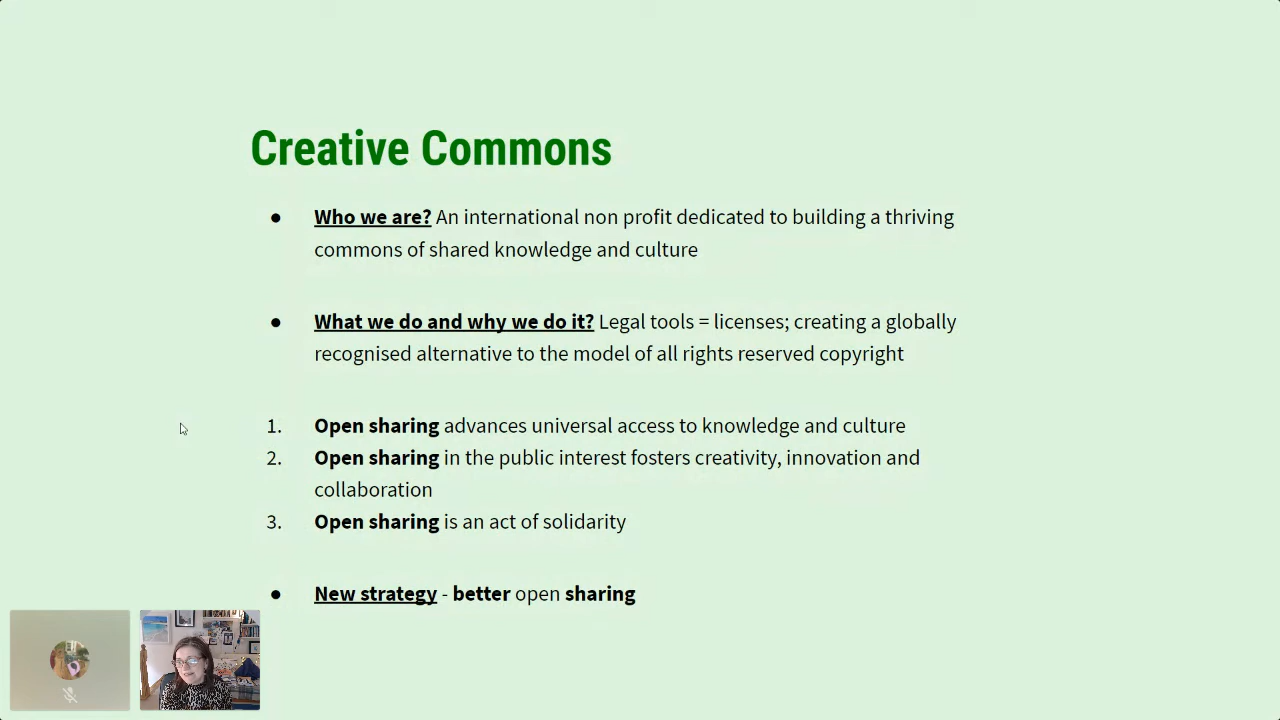 Creative Commons
● Who we are? An international non profit dedicated to building a thriving
commons of shared knowledge and culture
● What we do and why we do it? Legal tools = licenses; creating a globally
recognised alternative to the model of all rights reserved copyright
1. Open sharing advances universal access to knowledge and culture
2. Open sharing in the public interest fosters creativity, innovation and
collaboration
3. Open sharing is an act of solidarity
● New strategy - better open sharing